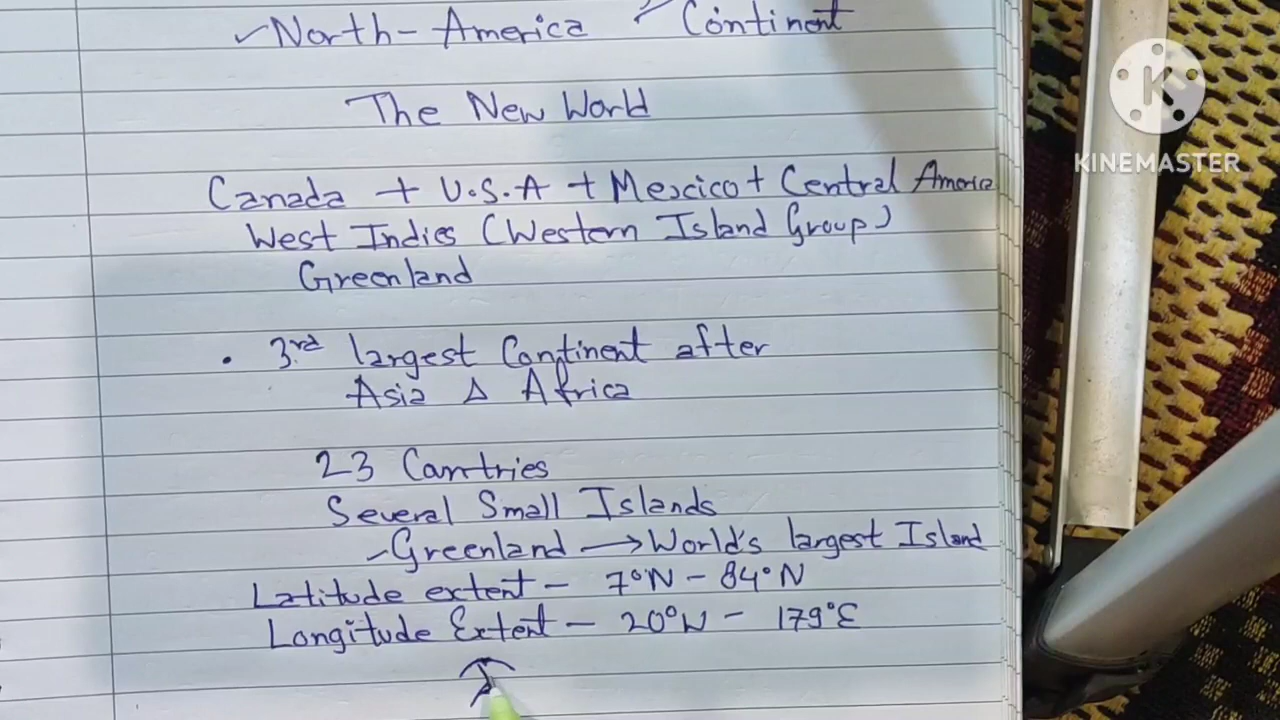 North-America Continent
The New World
Canada + U.S.A + Mexico + Central America
West Indies (Western Island Group)
Greenland
• 3rd largest Continent after
Asia & Africa
23 Countries
Several Small Islands
-Greenland → World's largest Island
Latitude extent - 7°N - 84°N
Longitude Extent - 20°W - 179°E
K
KINEMASTER